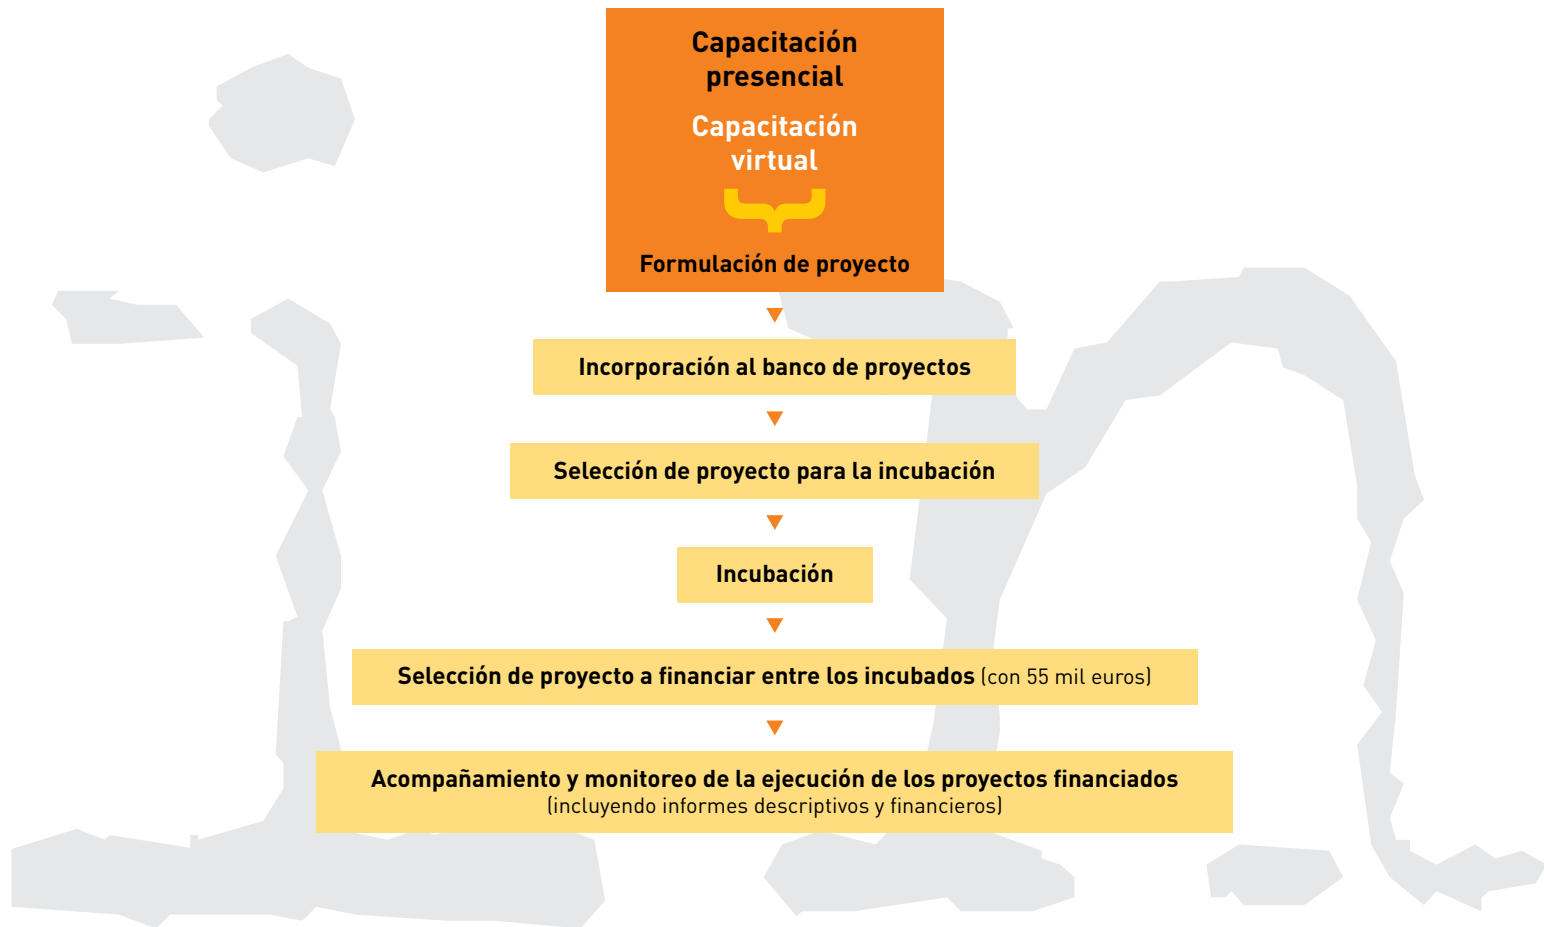 Capacitación
presencial
Capacitación
virtual
Formulación de proyecto
Incorporación al banco de proyectos
Selección de proyecto para la incubación
Incubación
Selección de proyecto a financiar entre los incubados (con 55 mil euros)
Acompañamiento y monitoreo de la ejecución de los proyectos financiados
(incluyendo informes descriptivos y financieros)